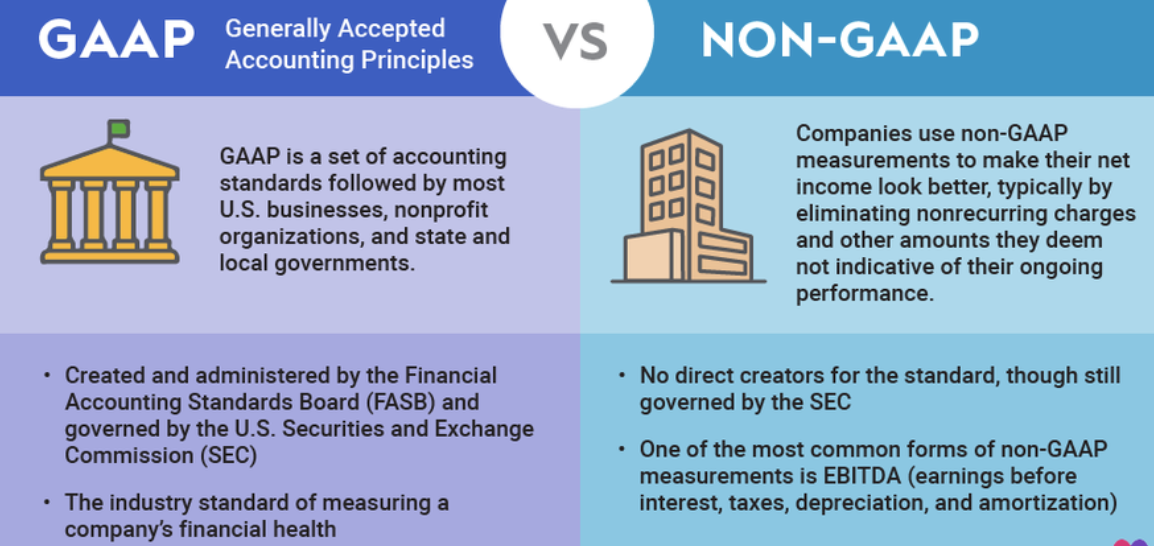 GAAP
Generally Accepted
Accounting Principles
VS
NON-GAAP
GAAP is a set of accounting
standards followed by most
U.S. businesses, nonprofit
organizations, and state and
local governments.
Companies use non-GAAP
measurements to make their net
income look better, typically by
eliminating nonrecurring charges
and other amounts they deem
not indicative of their ongoing
performance.
• Created and administered by the Financial
Accounting Standards Board (FASB) and
governed by the U.S. Securities and Exchange
Commission (SEC)
• The industry standard of measuring a
company's financial health
• No direct creators for the standard, though still
governed by the SEC
• One of the most common forms of non-GAAP
measurements is EBITDA (earnings before
interest, taxes, depreciation, and amortization)